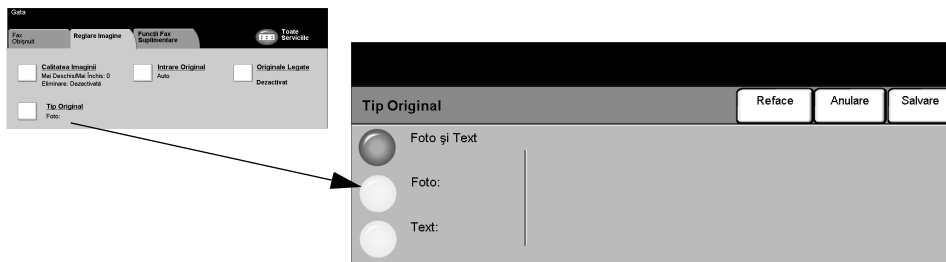 Gata
Fax Obişnuit
Reglare Imagine
Funcţii Fax Suplimentare
Toate Serviciile
Calitatea Imaginii
Mai Deschis/Mai Închis: 0
Eliminare: Dezactivată
Intrare Original
Auto
Originale Legate
Dezactivat
Tip Original
Foto:
Tip Original
Reface
Anulare
Salvare
Foto şi Text
Foto:
Text: